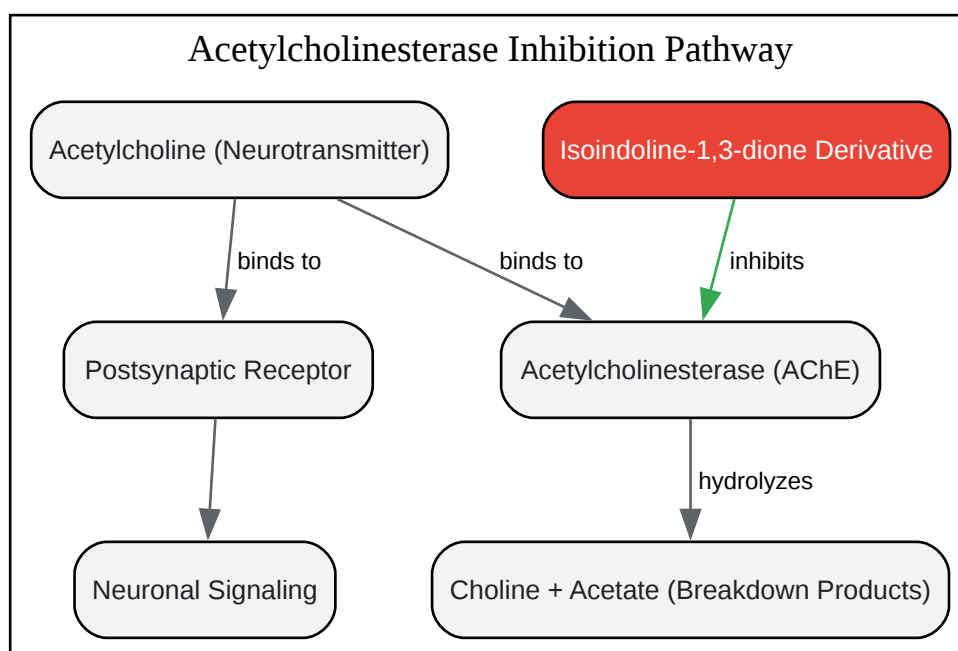 Acetylcholinesterase Inhibition Pathway
Acetylcholine (Neurotransmitter)
Isoindoline-1,3-dione Derivative
binds to
binds to
inhibits
Postsynaptic Receptor
Acetylcholinesterase (AChE)
hydrolyzes
Neuronal Signaling
Choline + Acetate (Breakdown Products)